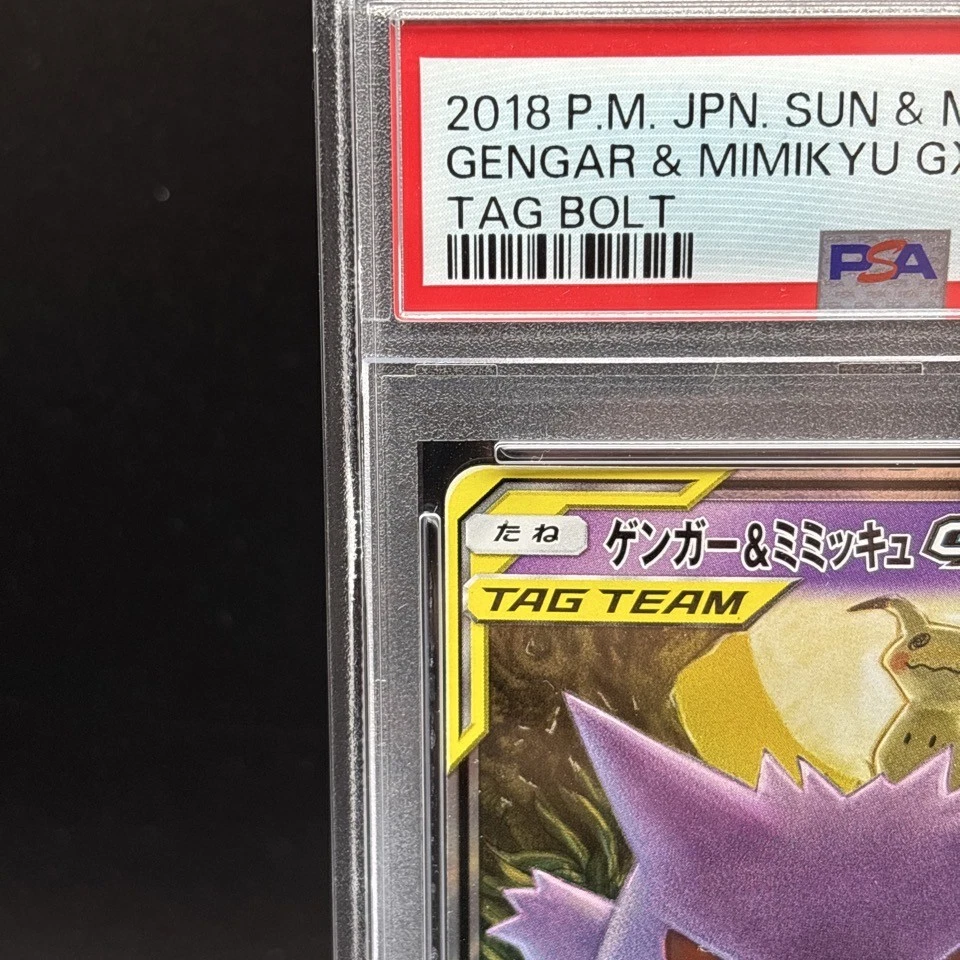 2018 P.M. JPN. SUN &
GENGAR & MIMIKYU GX
TAG BOLT
PSA
たね
ゲンガー&ミミッキュ
TAG TEAM